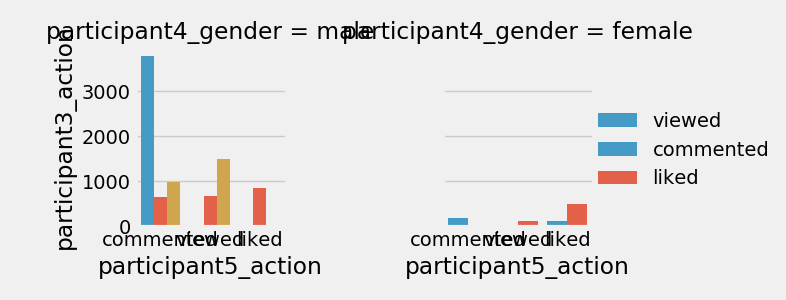 participant4_gender = male
participant4_gender = female
participant3_action
3000
2000
1000
0
commented
viewed
liked
commented
viewed
liked
participant5_action
participant5_action
viewed
commented
liked